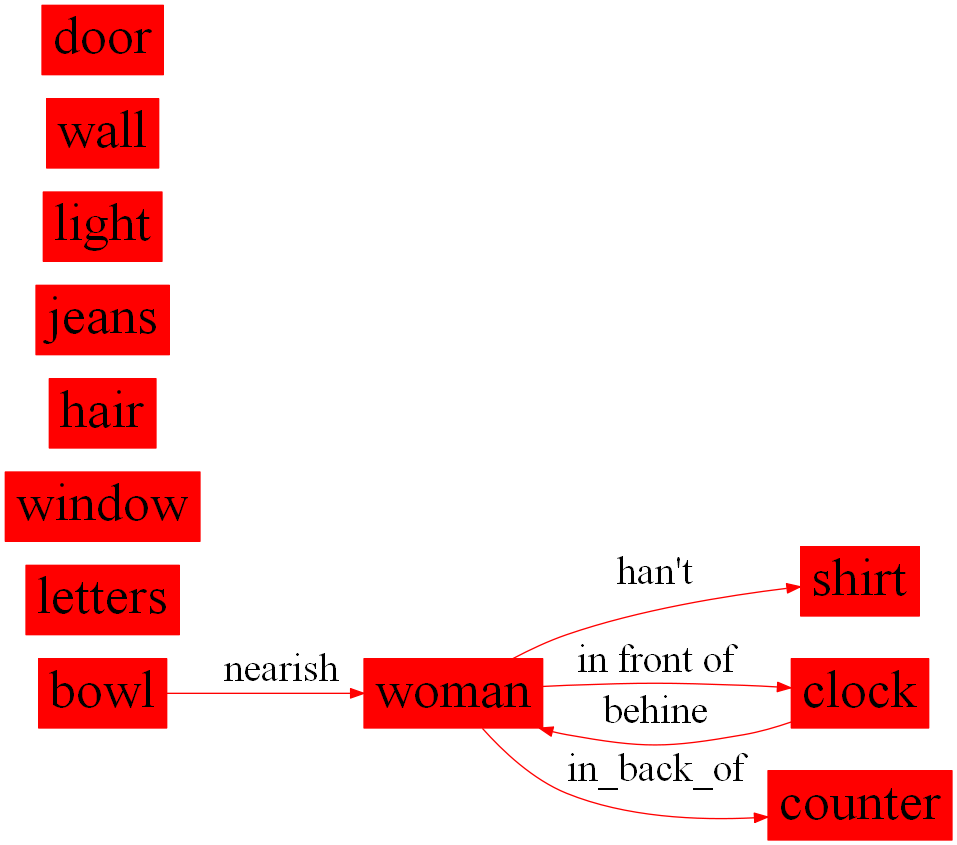 door
wall
light
jeans
hair
window
letters
bowl
nearish
woman
han't
shirt
in front of
clock
behine
in_back_of
counter